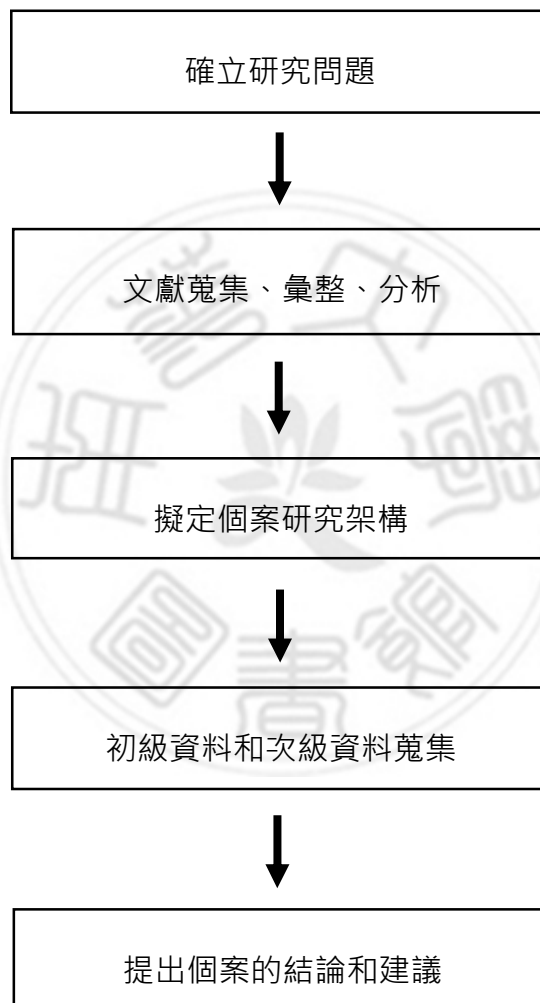 確立研究問題
文獻蒐集、彙整、分析
擬定個案研究架構
初級資料和次級資料蒐集
提出個案的結論和建議